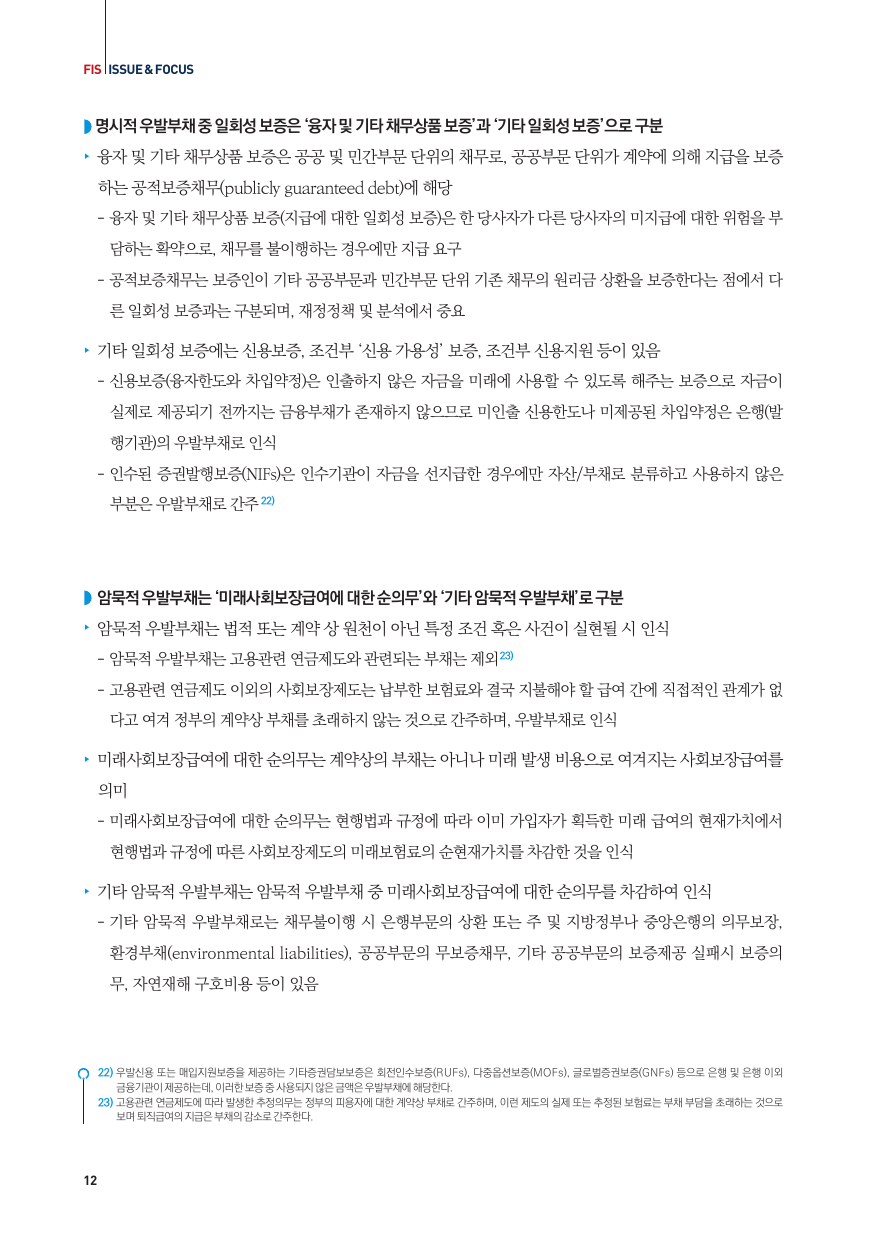 FIS ISSUE & FOCUS
◗ 명시적 우발부채 중 일회성 보증은 ‘융자 및 기타 채무상품 보증’과 ‘기타 일회성 보증’으로 구분
‣ 융자 및 기타 채무상품 보증은 공공 및 민간부문 단위의 채무로, 공공부문 단위가 계약에 의해 지급을 보증
하는 공적보증채무(publicly guaranteed debt)에 해당
- 융자 및 기타 채무상품 보증(지급에 대한 일회성 보증)은 한 당사자가 다른 당사자의 미지급에 대한 위험을 부
담하는 확약으로, 채무를 불이행하는 경우에만 지급 요구
- 공적보증채무는 보증인이 기타 공공부문과 민간부문 단위 기존 채무의 원리금 상환을 보증한다는 점에서 다
른 일회성 보증과는 구분되며, 재정정책 및 분석에서 중요
‣ 기타 일회성 보증에는 신용보증, 조건부 ‘신용 가용성’ 보증, 조건부 신용지원 등이 있음
- 신용보증(융자한도와 차입약정)은 인출하지 않은 자금을 미래에 사용할 수 있도록 해주는 보증으로 자금이
실제로 제공되기 전까지는 금융부채가 존재하지 않으므로 미인출 신용한도나 미제공된 차입약정은 은행(발
행기관)의 우발부채로 인식
- 인수된 증권발행보증(NIFs)은 인수기관이 자금을 선지급한 경우에만 자산/부채로 분류하고 사용하지 않은
부분은 우발부채로 간주 22)
◗ 암묵적 우발부채는 ‘미래사회보장급여에 대한 순의무’와 ‘기타 암묵적 우발부채’로 구분
‣ 암묵적 우발부채는 법적 또는 계약 상 원천이 아닌 특정 조건 혹은 사건이 실현될 시 인식
- 암묵적 우발부채는 고용관련 연금제도와 관련되는 부채는 제외23)
- 고용관련 연금제도 이외의 사회보장제도는 납부한 보험료와 결국 지불해야 할 급여 간에 직접적인 관계가 없
다고 여겨 정부의 계약상 부채를 초래하지 않는 것으로 간주하며, 우발부채로 인식
‣ 미래사회보장급여에 대한 순의무는 계약상의 부채는 아니나 미래 발생 비용으로 여겨지는 사회보장급여를
의미
- 미래사회보장급여에 대한 순의무는 현행법과 규정에 따라 이미 가입자가 획득한 미래 급여의 현재가치에서
현행법과 규정에 따른 사회보장제도의 미래보험료의 순현재가치를 차감한 것을 인식
‣ 기타 암묵적 우발부채는 암묵적 우발부채 중 미래사회보장급여에 대한 순의무를 차감하여 인식
- 기타 암묵적 우발부채로는 채무불이행 시 은행부문의 상환 또는 주 및 지방정부나 중앙은행의 의무보장,
환경부채(environmental liabilities), 공공부문의 무보증채무, 기타 공공부문의 보증제공 실패시 보증의
무, 자연재해 구호비용 등이 있음
22) 우발신용 또는 매입지원보증을 제공하는 기타증권담보보증은 회전인수보증(RUFs), 다중옵션보증(MOFs), 글로벌증권보증(GNFs) 등으로 은행 및 은행 이외
금융기관이 제공하는데, 이러한 보증 중 사용되지 않은 금액은 우발부채에 해당한다.
23) 고용관련 연금제도에 따라 발생한 추정의무는 정부의 피용자에 대한 계약상 부채로 간주하며, 이런 제도의 실제 또는 추정된 보험료는 부채 부담을 초래하는 것으로
보며 퇴직급여의 지급은 부채의 감소로 간주한다.
12